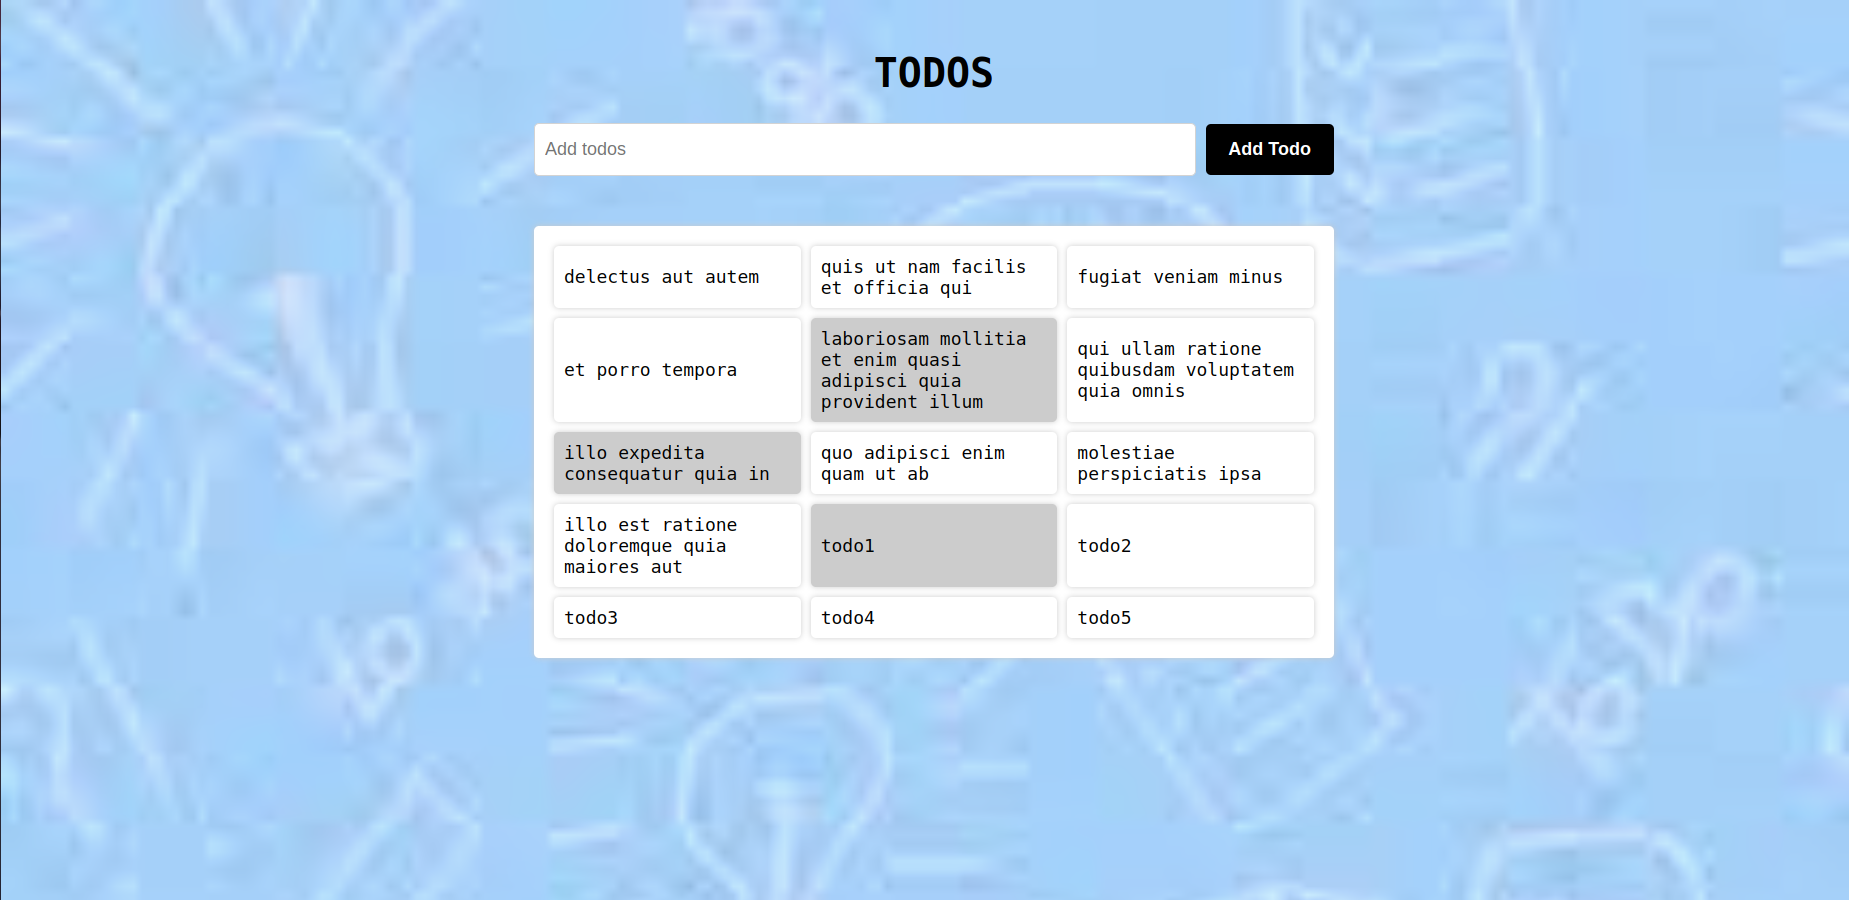 TODOS
Add todos
Add Todo
delectus aut autem
quis ut nam facilis
et officia qui
fugiat veniam minus
et porro tempora
laboriosam mollitia
et enim quasi
adipisci quia
provident illum
qui ullam ratione
quibusdam voluptatem
quia omnis
illo expedita
consequatur quia in
quo adipisci enim
quam ut ab
molestiae
perspiciatis ipsa
illo est ratione
doloremque quia
maiores aut
todo1
todo2
todo3
todo4
todo5